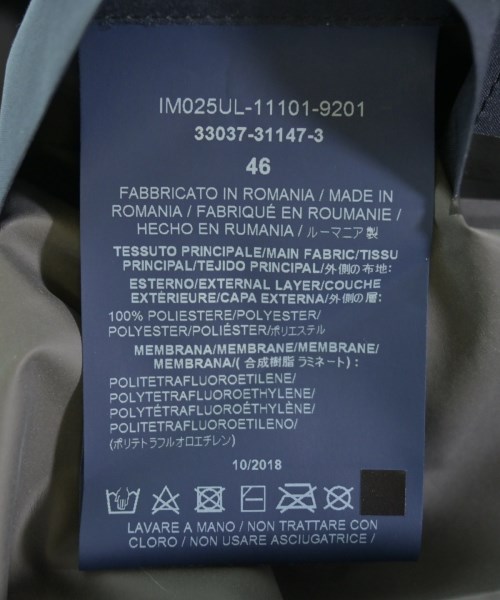 IM025UL-11101-9201
33037-31147-3
46
FABBRICATO IN ROMANIA / MADE IN
ROMANIA / FABRIQUÉ EN ROUMANIE /
HECHO EN RUMANIA / ルーマニア製
TESSUTO PRINCIPALE/MAIN FABRIC/TISSU
PRINCIPAL/TEJIDO PRINCIPAL/外側の布地:
ESTERNO/EXTERNAL LAYER/COUCHE
EXTÉRIEURE/CAPA EXTERNA/外側の層:
100% POLIESTERE/POLYESTER/
POLYESTER/POLIÉSTER/ポリエステル
MEMBRANA/MEMBRANE/MEMBRANE/
MEMBRANA/(合成樹脂 ラミネート):
POLITETRAFLUOROETILENE/
POLYTETRAFLUOROETHYLENE/
POLYTÉTRAFLUOROÉTHYLÈNE/
POLITETRAFLUOROETILENO/
(ポリテトラフルオロエチレン)
10/2018
LAVARE A MANO / NON TRATTARE CON
CLORO / NON USARE ASCIUGATRICE /